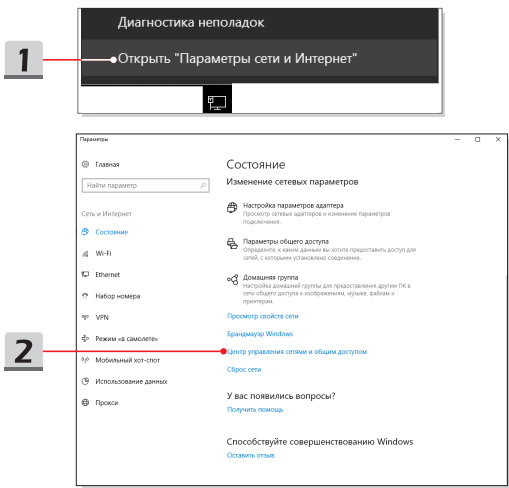 Диагностика неполадок
1
Открыть "Параметры сети и Интернет"
Параметры
Главная
Найти параметр
Сеть и Интернет
Состояние
Wi-Fi
Ethernet
Набор номера
VPN
Режим «в самолете»
Мобильный хот-спот
Использование данных
Прокси
Состояние
Изменение сетевых параметров
Настройка параметров адаптера
Просмотр сетевых адаптеров и изменение параметров
подключения.
Параметры общего доступа
Определите, к каким данным вы хотите предоставить доступ для
сетей, с которыми установлено соединение.
Домашняя группа
Настройка домашней группы для предоставления другим ПК в
сети общего доступа к изображениям, музыке, файлам и
принтерам.
Просмотр свойств сети
Брандмауэр Windows
2
Центр управления сетями и общим доступом
Сброс сети
У вас появились вопросы?
Получить помощь
Способствуйте совершенствованию Windows
Оставить отзыв